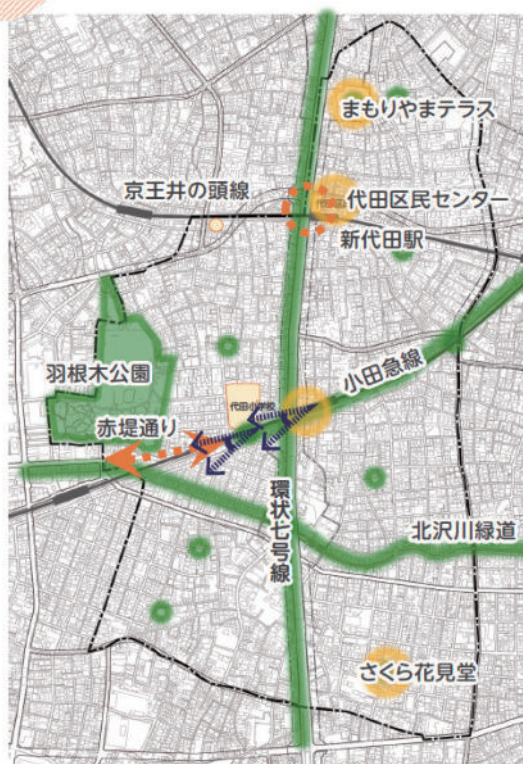 まもりやまテラス
京王井の頭線
代田区民センター
新代田駅
小田急線
羽根木公園
代田小学校
赤堤通り
環状七号線
北沢川緑道
さくら花見堂